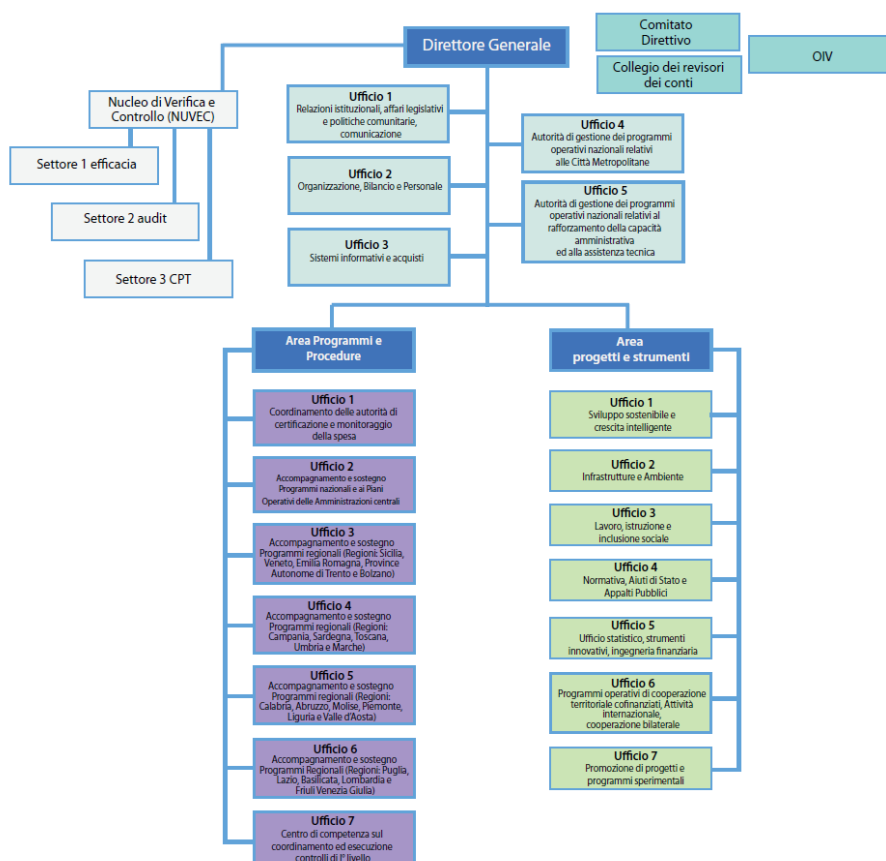 Direttore Generale
Comitato
Direttivo
Collegio dei revisori
dei conti
OIV
Nucleo di Verifica e
Controllo (NUVEC)
Settore 1 efficacia
Settore 2 audit
Settore 3 CPT
Ufficio 1
Relazioni istituzionali, affari legislativi
e politiche comunitarie,
comunicazione
Ufficio 2
Organizzazione, Bilancio e Personale
Ufficio 3
Sistemi informativi e acquisti
Ufficio 4
Autorità di gestione dei programmi
operativi nazionali relativi
alle Città Metropolitane
Ufficio 5
Autorità di gestione dei programmi
operativi nazionali relativi al
rafforzamento della capacità
amministrativa
ed alla assistenza tecnica
Area Programmi e
Procedure
Ufficio 1
Coordinamento delle autorità di
certificazione e monitoraggio
della spesa
Ufficio 2
Accompagnamento e sostegno
Programmi nazionali e ai Piani
Operativi delle Amministrazioni centrali
Ufficio 3
Accompagnamento e sostegno
Programmi regionali (Regioni: Sicilia,
Veneto, Emilia Romagna, Province
Autonome di Trento e Bolzano)
Ufficio 4
Accompagnamento e sostegno
Programmi regionali (Regioni:
Campania, Sardegna, Toscana,
Umbria e Marche)
Ufficio 5
Accompagnamento e sostegno
Programmi regionali (Regioni:
Calabria, Abruzzo, Molise, Piemonte,
Liguria e Valle d'Aosta)
Ufficio 6
Accompagnamento e sostegno
Programmi Regionali (Regioni: Puglia,
Lazio, Basilicata, Lombardia e
Friuli Venezia Giulia)
Ufficio 7
Centro di competenza sul
coordinamento ed esecuzione
controlli di I° livello
Area
progetti e strumenti
Ufficio 1
Sviluppo sostenibile e
crescita intelligente
Ufficio 2
Infrastrutture e Ambiente
Ufficio 3
Lavoro, istruzione e
inclusione sociale
Ufficio 4
Normativa, Aiuti di Stato e
Appalti Pubblici
Ufficio 5
Ufficio statistico, strumenti
innovativi, ingegneria finanziaria
Ufficio 6
Programmi operativi di cooperazione
territoriale cofinanziati, Attività
internazionale,
cooperazione bilaterale
Ufficio 7
Promozione di progetti e
programmi sperimentali